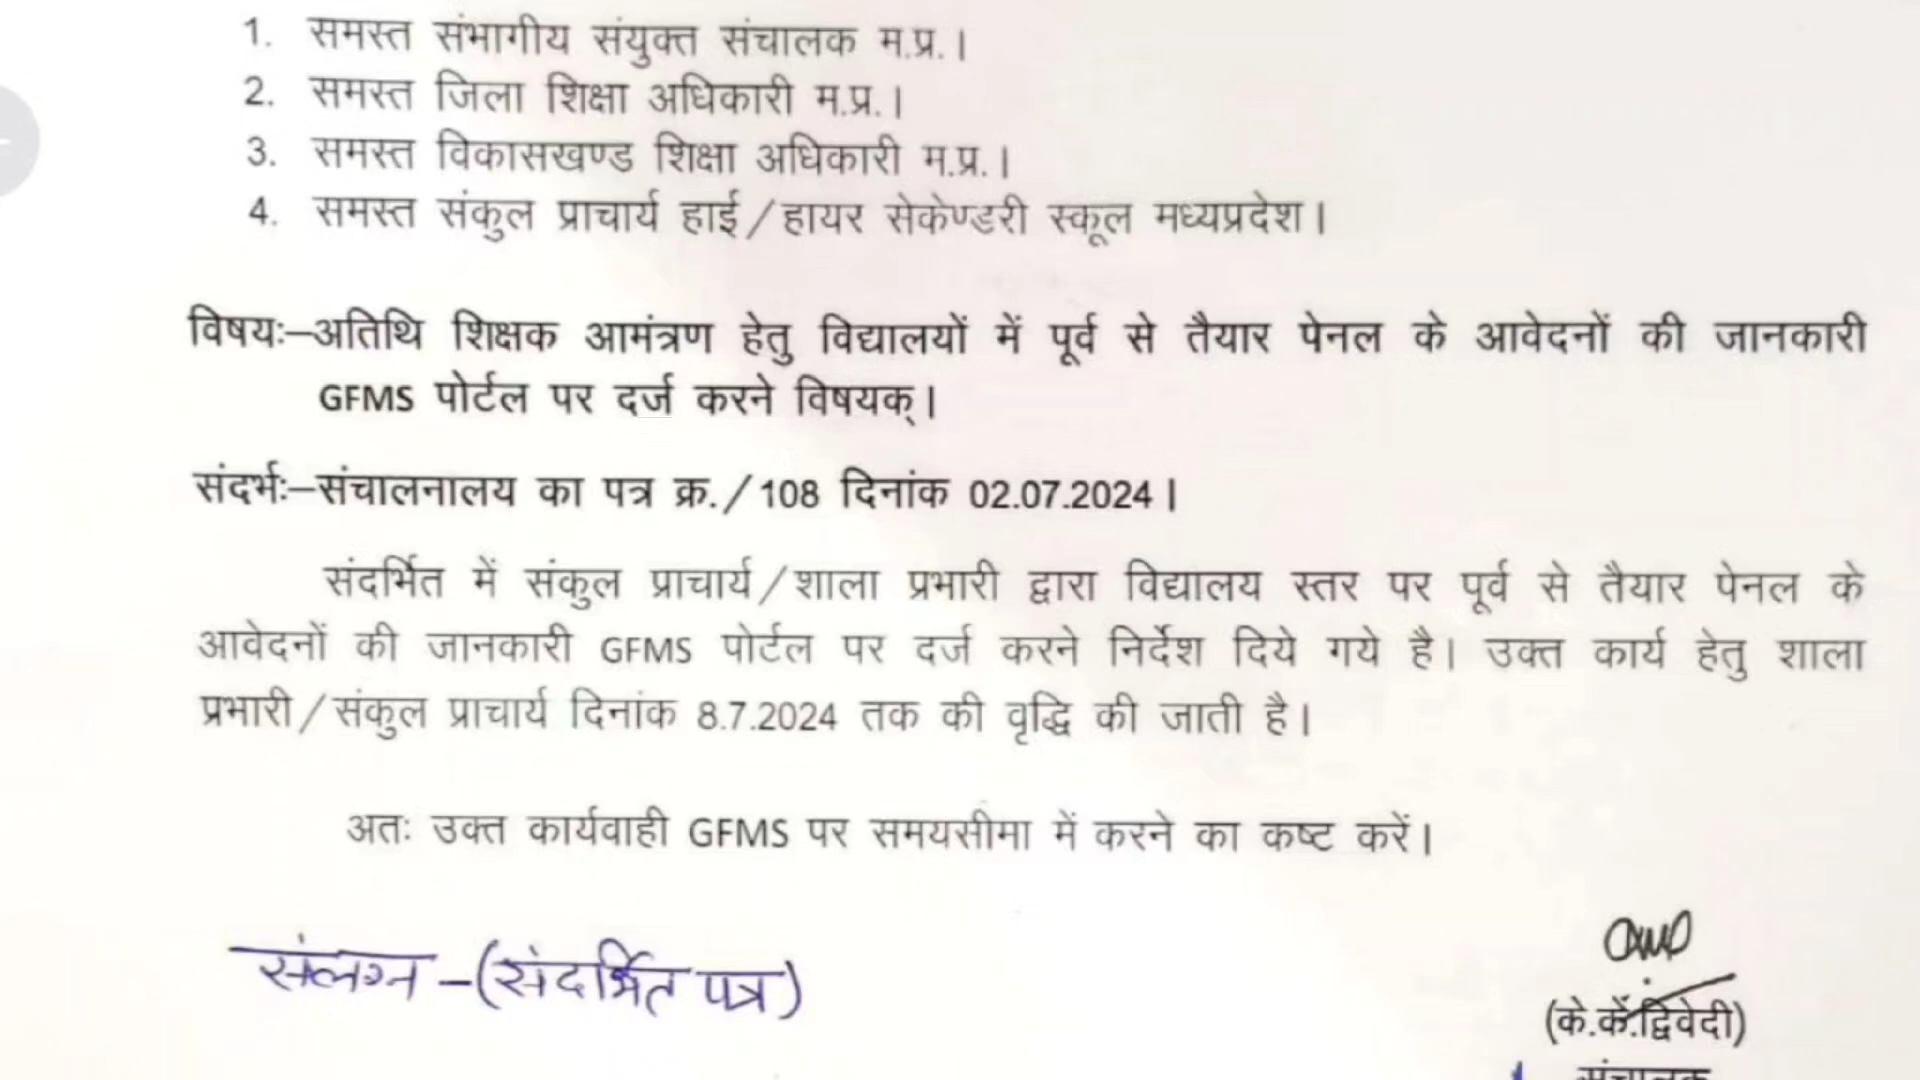 1. समस्त संभागीय संयुक्त संचालक म.प्र.।
2. समस्त जिला शिक्षा अधिकारी म.प्र.।
3. समस्त विकासखण्ड शिक्षा अधिकारी म.प्र.।
4. समस्त संकुल प्राचार्य हाई/हायर सेकेण्डरी स्कूल मध्यप्रदेश।
विषयः–अतिथि शिक्षक आमंत्रण हेतु विद्यालयों में पूर्व से तैयार पेनल के आवेदनों की जानकारी
GFMS पोर्टल पर दर्ज करने विषयक्।
संदर्भः–संचालनालय का पत्र क्र./108 दिनांक 02.07.2024।
संदर्भित में संकुल प्राचार्य/शाला प्रभारी द्वारा विद्यालय स्तर पर पूर्व से तैयार पेनल के
आवेदनों की जानकारी GFMS पोर्टल पर दर्ज करने निर्देश दिये गये है। उक्त कार्य हेतु शाला
प्रभारी/संकुल प्राचार्य दिनांक 8.7.2024 तक की वृद्धि की जाती है।
अतः उक्त कार्यवाही GFMS पर समयसीमा में करने का कष्ट करें।
संलग्न -(संदर्भित पत्र)
(के.के.द्विवेदी)
संचालक